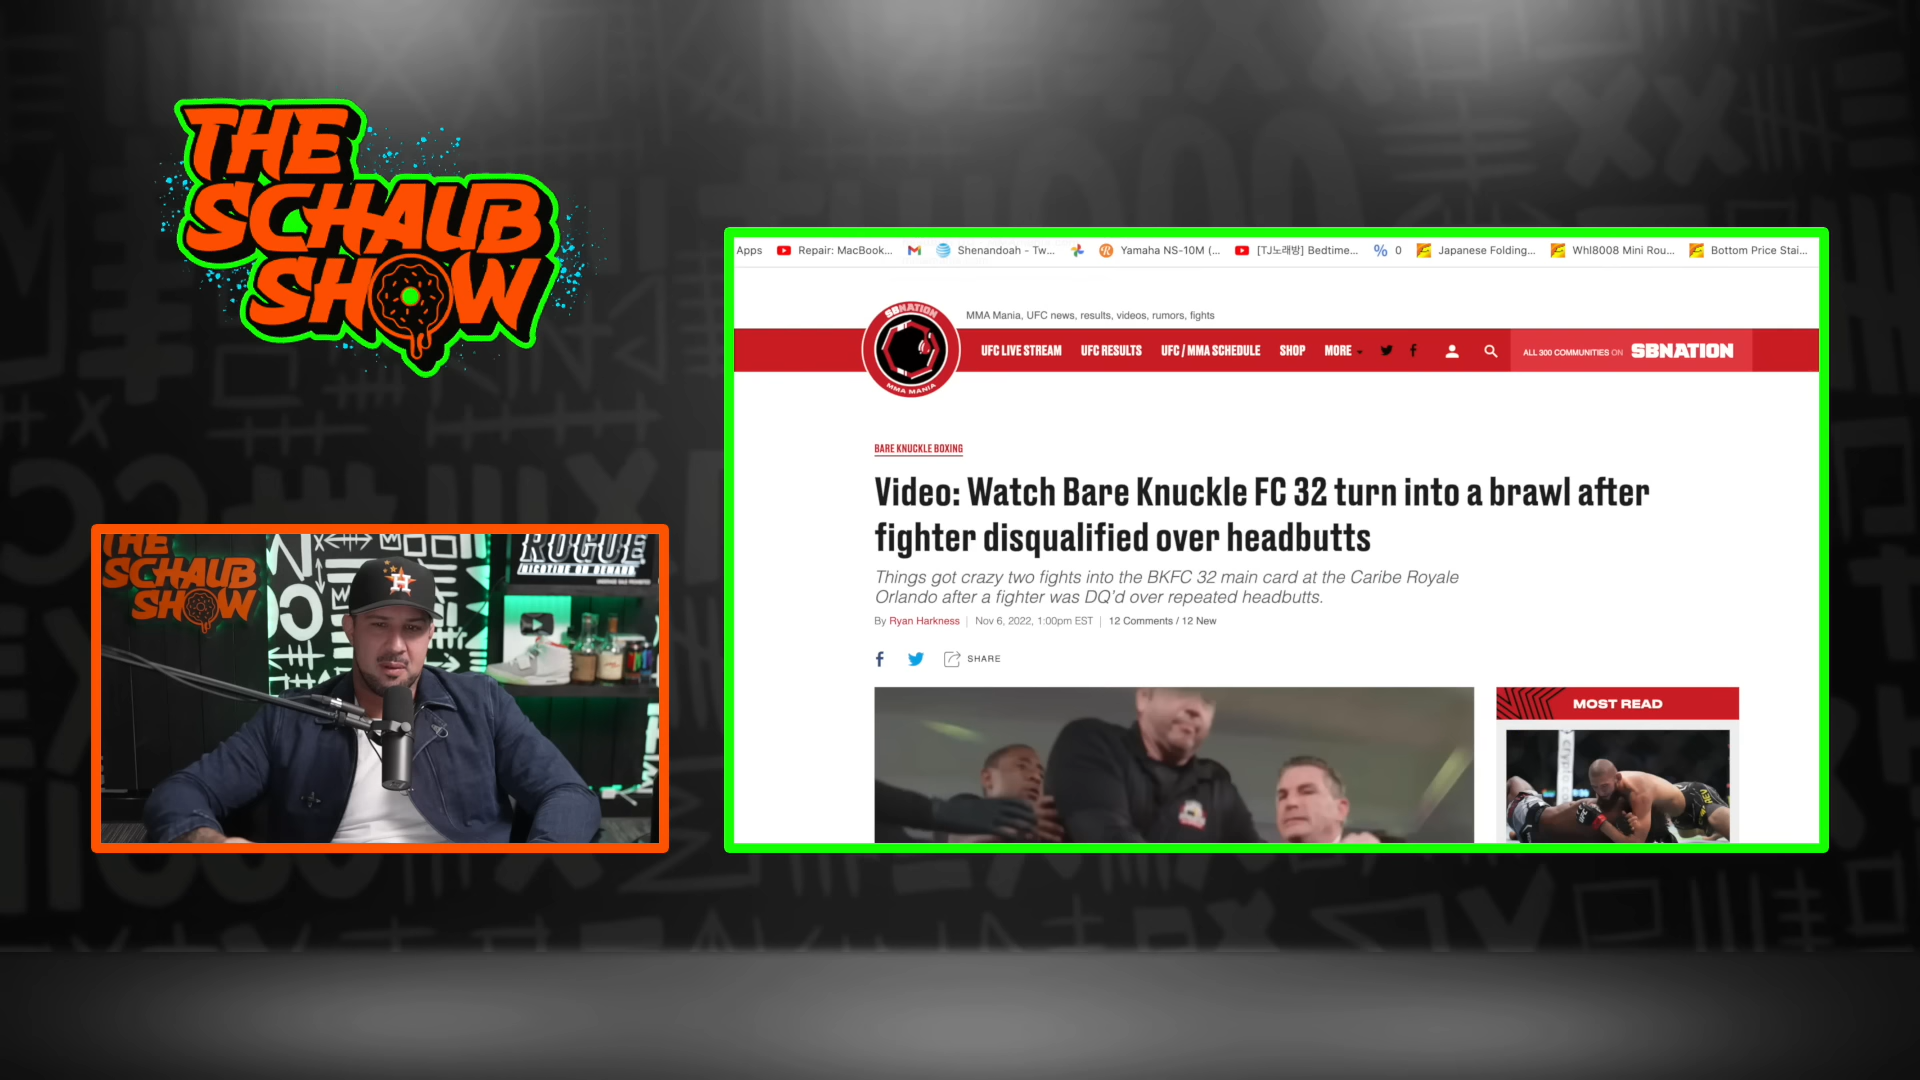 THE
SCHAUB
SHOW
Apps
Repair: MacBook...
Shenandoah - Tw...
Yamaha NS-10M (...
[TJ노래방] Bedtime...
% 0
Japanese Folding...
Whl8008 Mini Rou...
Bottom Price Stai...
SBNATION
MMA MANIA
MMA Mania, UFC news, results, videos, rumors, fights
UFC LIVE STREAM
UFC RESULTS
UFC / MMA SCHEDULE
SHOP
MORE
ALL 300 COMMUNITIES ON SBNATION
BARE KNUCKLE BOXING
Video: Watch Bare Knuckle FC 32 turn into a brawl after
fighter disqualified over headbutts
Things got crazy two fights into the BKFC 32 main card at the Caribe Royale
Orlando after a fighter was DQ'd over repeated headbutts.
By Ryan Harkness | Nov 6, 2022, 1:00pm EST | 12 Comments / 12 New
SHARE
MOST READ
THE
SCHAUB
SHOW
H
ROGUE
NICOTINE ON DEMAND